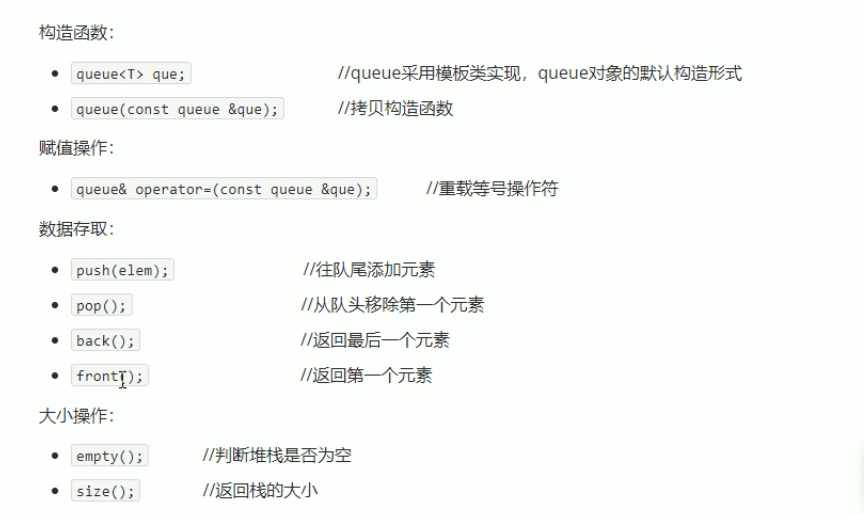 构造函数：
queue<T> que; //queue采用模板类实现，queue对象的默认构造形式
queue(const queue &que); //拷贝构造函数
赋值操作：
queue& operator=(const queue &que); //重载等号操作符
数据存取：
push(elem); //往队尾添加元素
pop(); //从队头移除第一个元素
back(); //返回最后一个元素
front(); //返回第一个元素
大小操作：
empty(); //判断堆栈是否为空
size(); //返回栈的大小